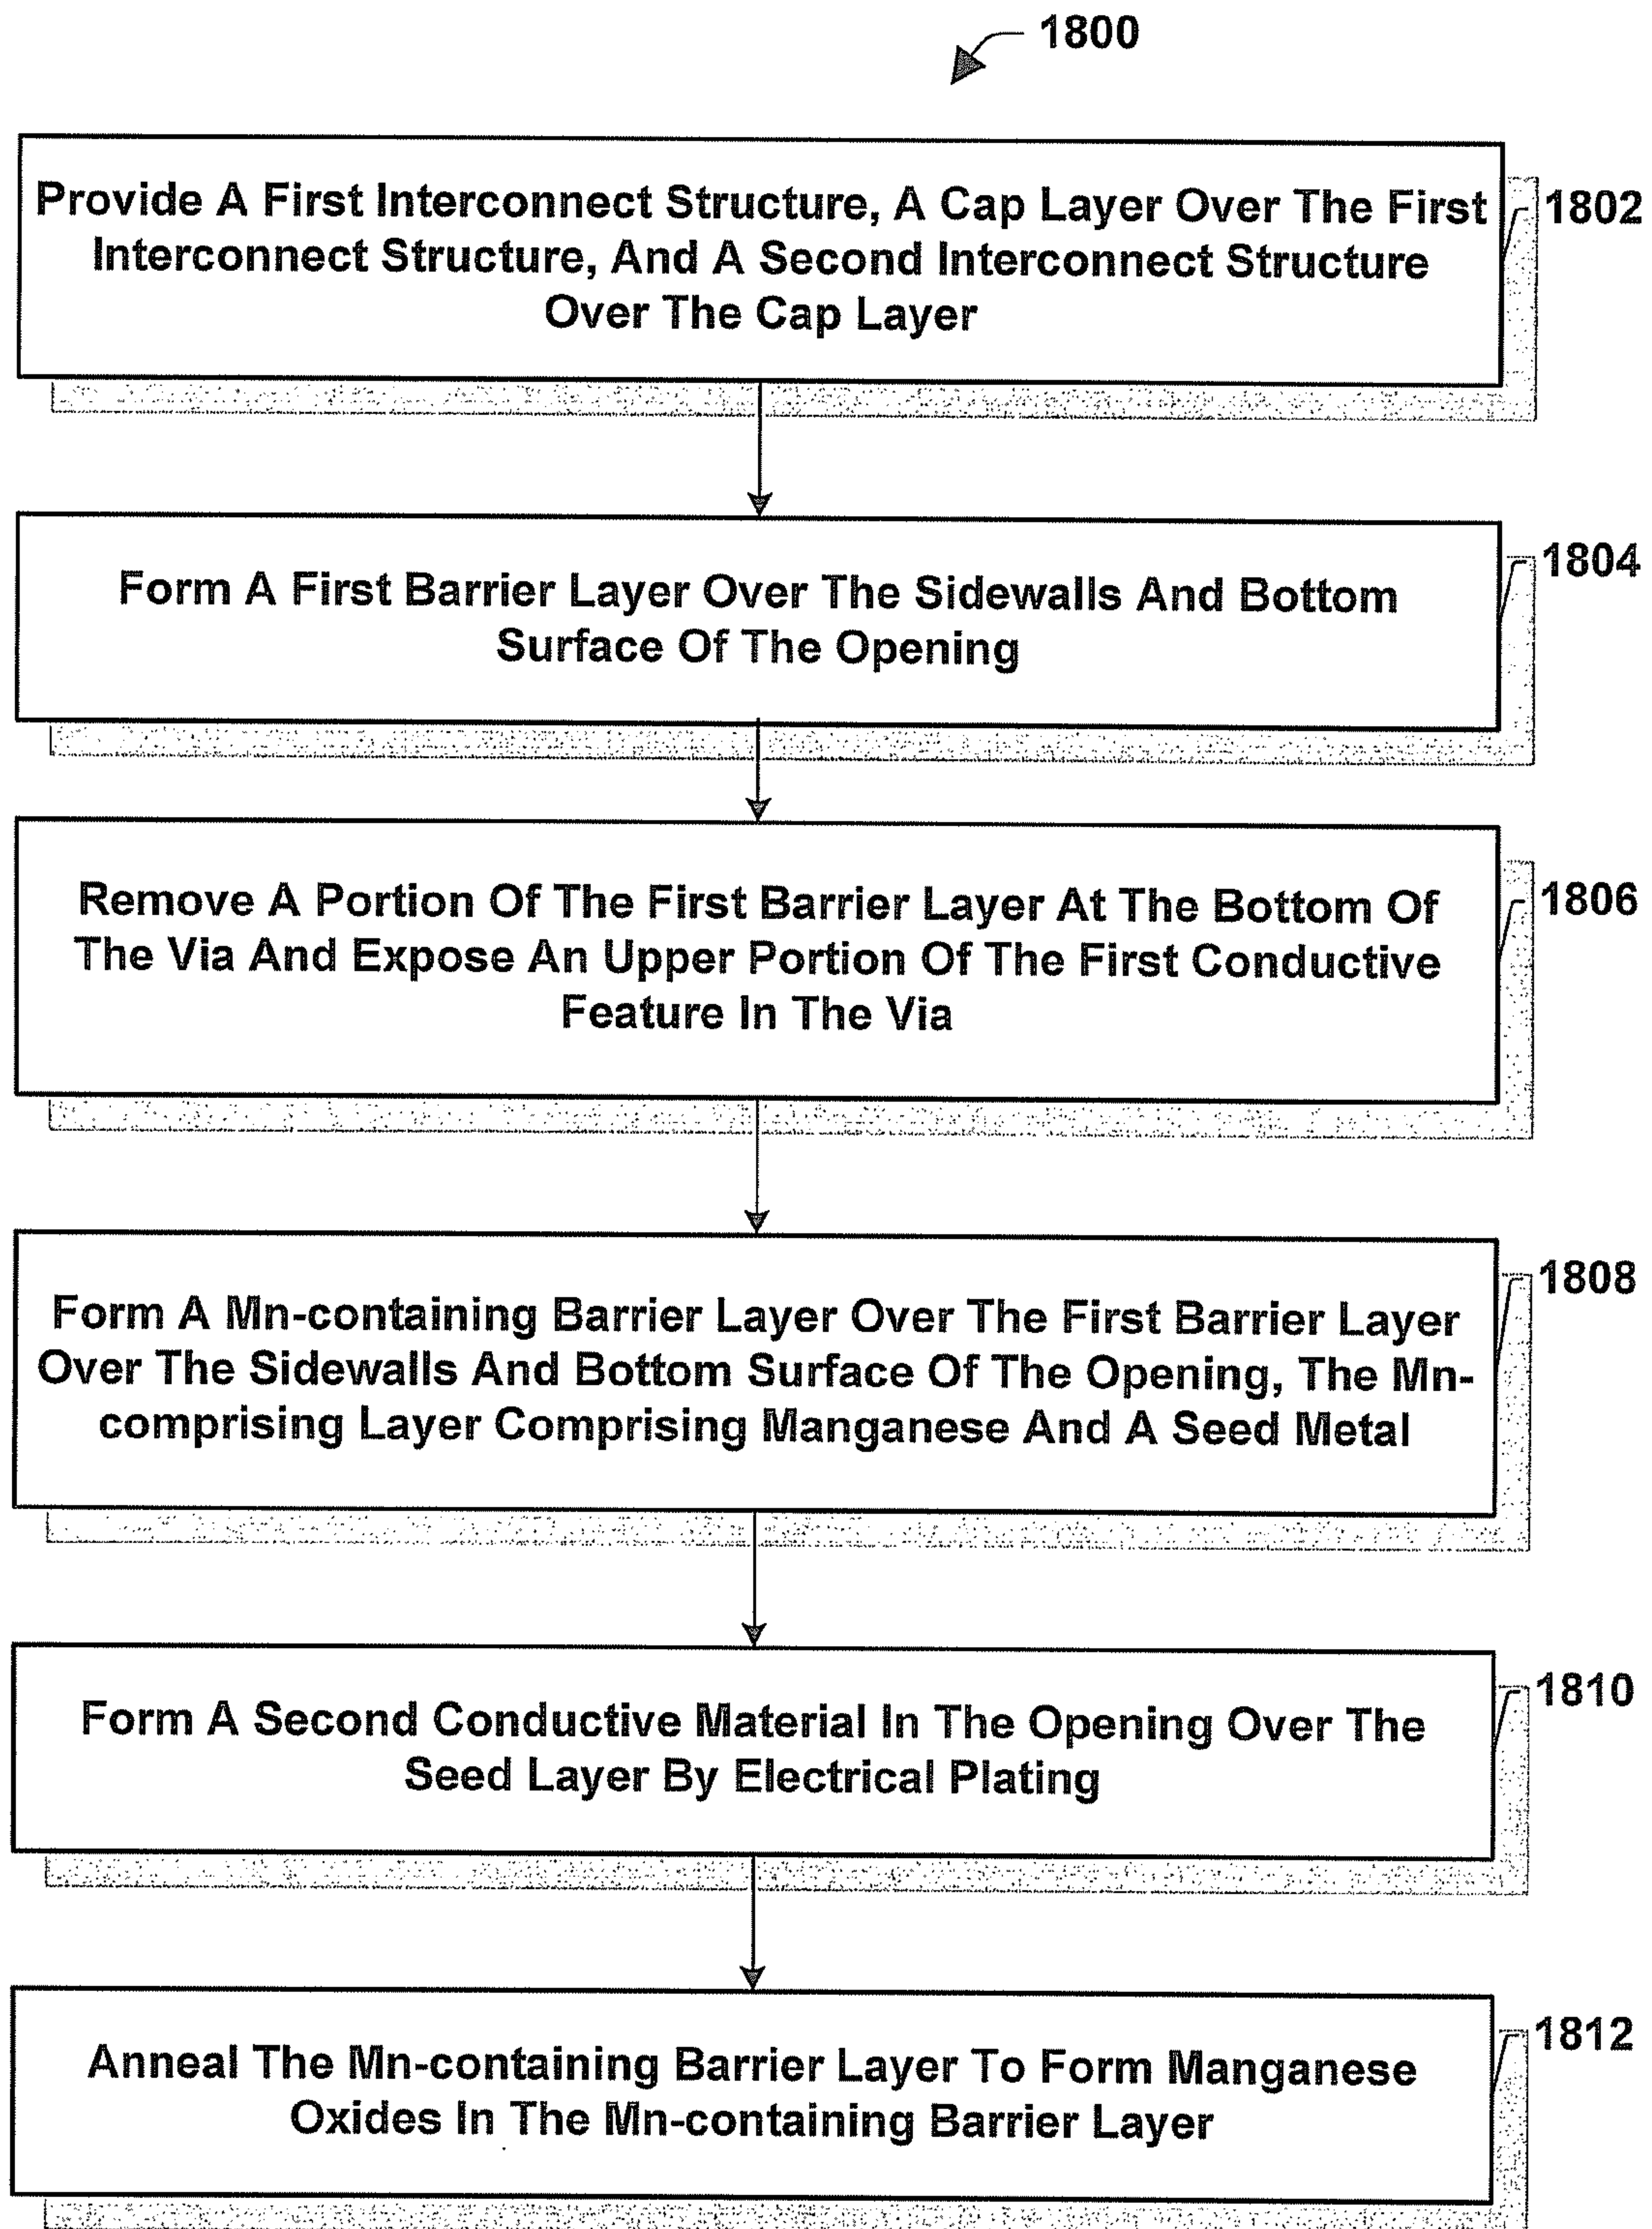 1800
Provide A First Interconnect Structure, A Cap Layer Over The First
Interconnect Structure, And A Second Interconnect Structure
Over The Cap Layer
1802
Form A First Barrier Layer Over The Sidewalls And Bottom
Surface Of The Opening
1804
Remove A Portion Of The First Barrier Layer At The Bottom Of
The Via And Expose An Upper Portion Of The First Conductive
Feature In The Via
1806
Form A Mn-containing Barrier Layer Over The First Barrier Layer
Over The Sidewalls And Bottom Surface Of The Opening, The Mn-
comprising Layer Comprising Manganese And A Seed Metal
1808
Form A Second Conductive Material In The Opening Over The
Seed Layer By Electrical Plating
1810
Anneal The Mn-containing Barrier Layer To Form Manganese
Oxides In The Mn-containing Barrier Layer
1812